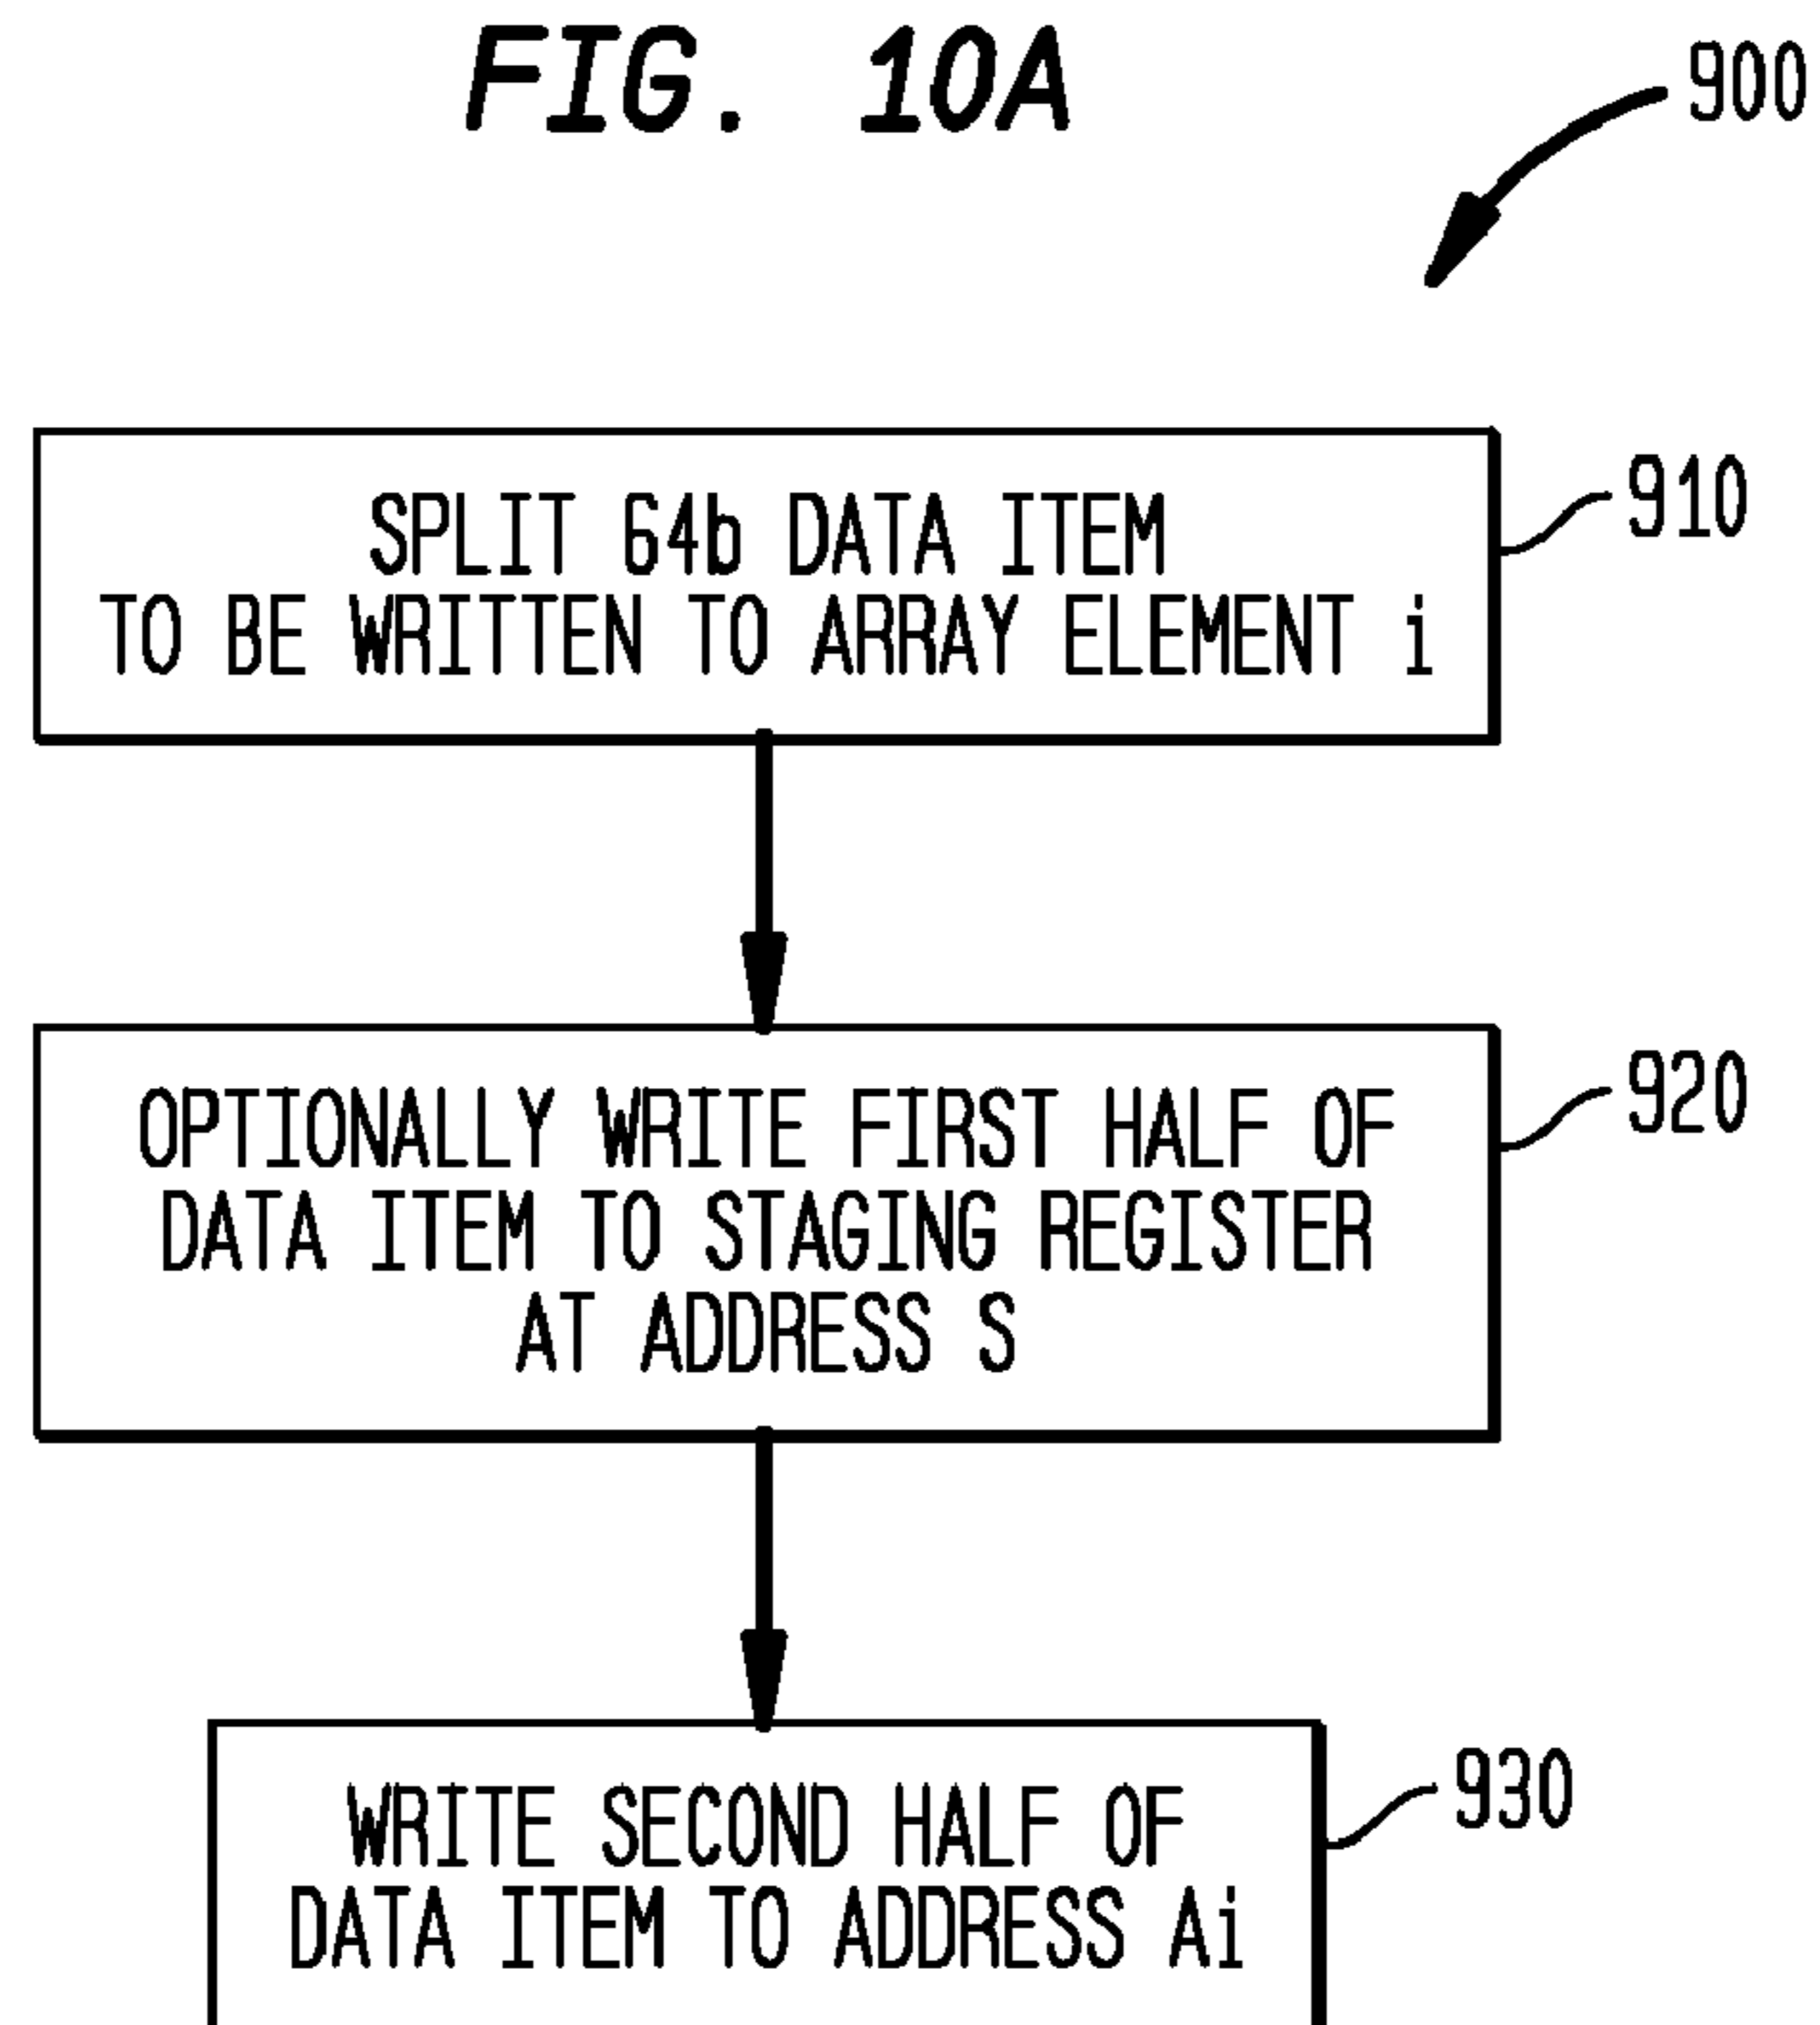 FIG. 10A
900
SPLIT 64b DATA ITEM
TO BE WRITTEN TO ARRAY ELEMENT i
910
OPTIONALLY WRITE FIRST HALF OF
DATA ITEM TO STAGING REGISTER
AT ADDRESS S
920
WRITE SECOND HALF OF
DATA ITEM TO ADDRESS Ai
930